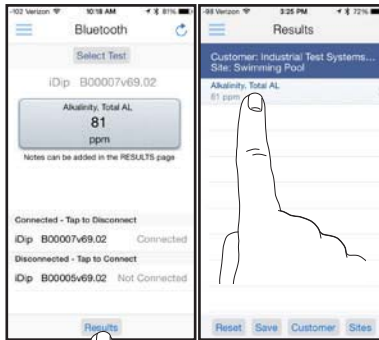 -102 Verizon 10:18 AM 81%
Bluetooth
Select Test
iDip B00007v69.02
Alkalinity, Total AL
81
ppm
Notes can be added in the RESULTS page
Connected - Tap to Disconnect
iDip B00007v69.02 Connected
Disconnected - Tap to Connect
iDip B00005v69.02 Not Connected
Results
-98 Verizon 3:25 PM 72%
Results
Customer: Industrial Test Systems...
Site: Swimming Pool
Alkalinity, Total AL
81 ppm
Reset Save Customer Sites